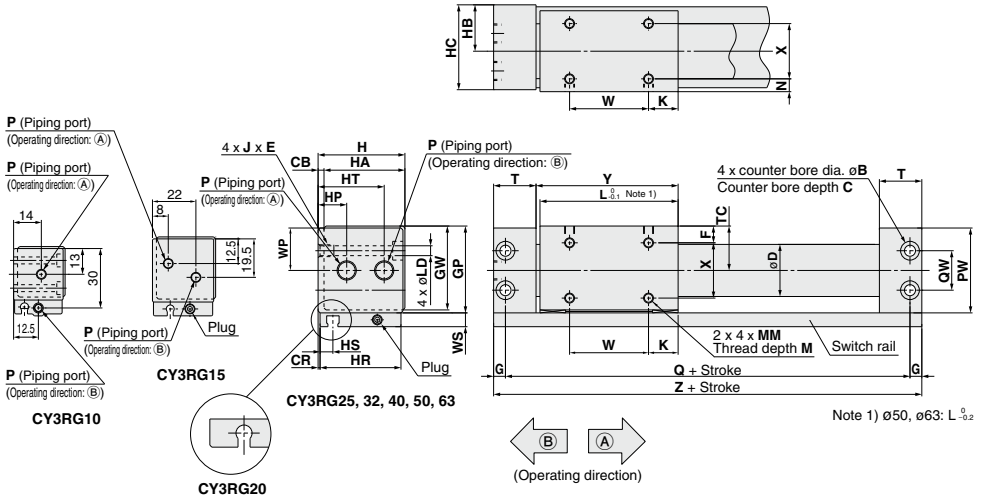 HC
HB
X
N
W
K
P (Piping port)
(Operating direction: Ⓐ)
P (Piping port)
(Operating direction: Ⓐ)
14
13
30
12.5
P (Piping port)
(Operating direction: Ⓑ)
CY3RG10
22
8
12.5
19.5
P (Piping port)
(Operating direction: Ⓑ)
Plug
CY3RG15
4 x J x E
P (Piping port)
(Operating direction: Ⓑ)
P (Piping port)
(Operating direction: Ⓐ)
H
CB
HA
HT
HP
WP
4 x øLD
GW
GP
WS
CR
HS
HR
Plug
CY3RG25, 32, 40, 50, 63
CY3RG20
T
Y
L 0 -0.1 Note 1)
TC
F
X
øD
4 x counter bore dia. øB
Counter bore depth C
T
QW
PW
W
K
2 x 4 x MM
Thread depth M
Switch rail
G
Q + Stroke
G
Z + Stroke
Note 1) ø50, ø63: L 0 -0.2
Ⓑ
Ⓐ
(Operating direction)